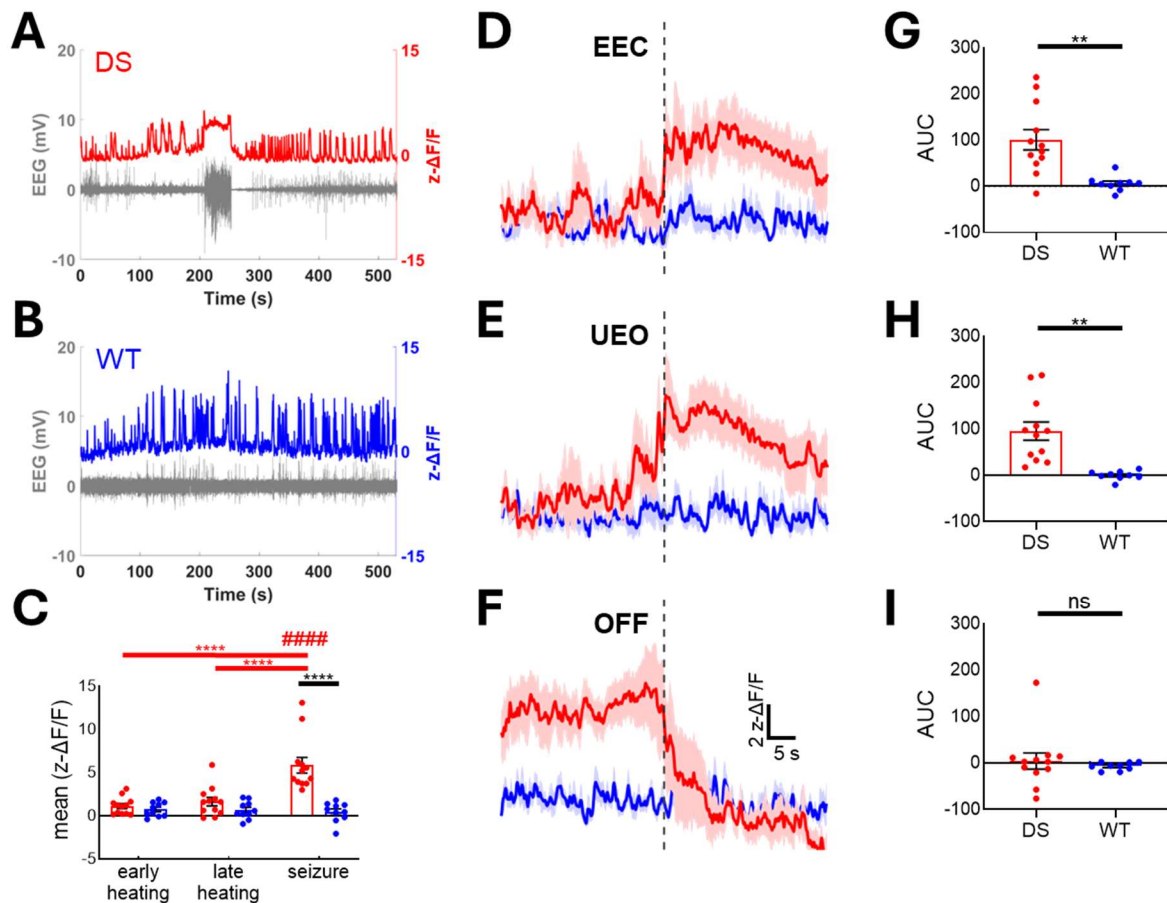 A
DS
20
10
0
-10
EEG (mV)
15
0
-15
z-ΔF/F
0 100 200 300 400 500
Time (s)
B
WT
20
10
0
-10
EEG (mV)
15
0
-15
z-ΔF/F
0 100 200 300 400 500
Time (s)
C
####
****
****
****
15
10
5
0
-5
mean (z-ΔF/F)
early
heating
late
heating
seizure
D
EEC
E
UEO
F
OFF
2 z-ΔF/F
5 s
G
**
300
200
100
0
-100
AUC
DS WT
H
**
300
200
100
0
-100
AUC
DS WT
I
ns
300
200
100
0
-100
AUC
DS WT